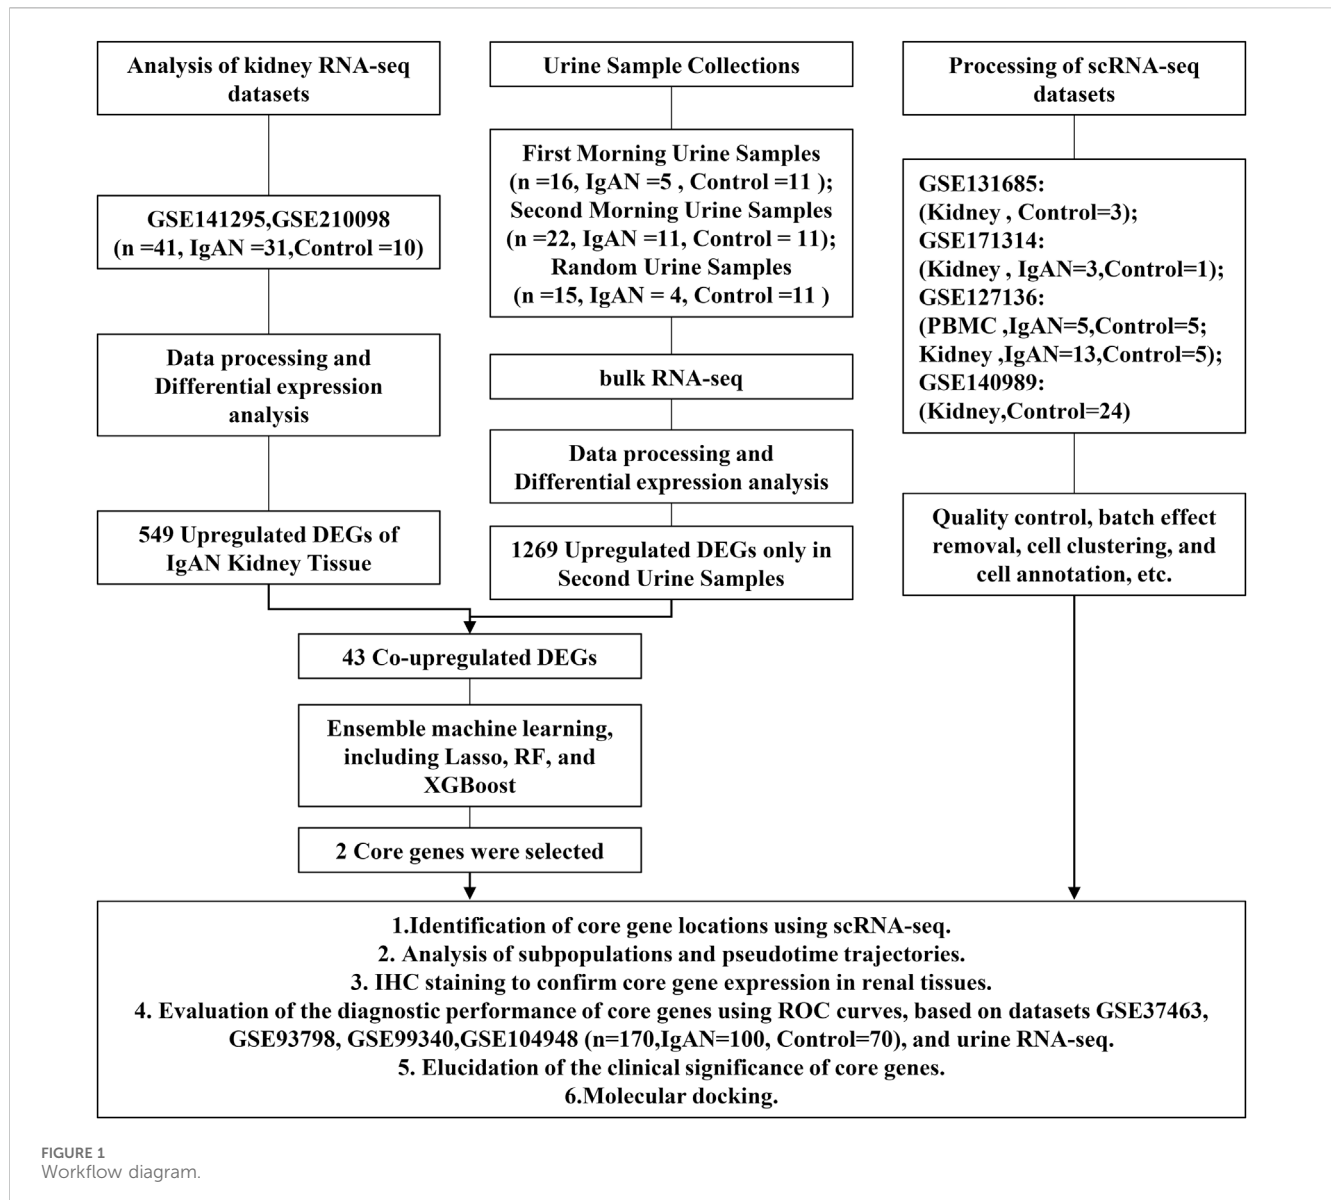 Analysis of kidney RNA-seq
datasets
GSE141295,GSE210098
(n =41, IgAN =31,Control =10)
Data processing and
Differential expression
analysis
549 Upregulated DEGs of
IgAN Kidney Tissue
Urine Sample Collections
First Morning Urine Samples
(n =16, IgAN =5 , Control =11 );
Second Morning Urine Samples
(n =22, IgAN =11, Control = 11);
Random Urine Samples
(n =15, IgAN = 4, Control =11 )
bulk RNA-seq
Data processing and
Differential expression analysis
1269 Upregulated DEGs only in
Second Urine Samples
Processing of scRNA-seq
datasets
GSE131685:
(Kidney , Control=3);
GSE171314:
(Kidney , IgAN=3,Control=1);
GSE127136:
(PBMC ,IgAN=5,Control=5;
Kidney ,IgAN=13,Control=5);
GSE140989:
(Kidney,Control=24)
Quality control, batch effect
removal, cell clustering, and
cell annotation, etc.
43 Co-upregulated DEGs
Ensemble machine learning,
including Lasso, RF, and
XGBoost
2 Core genes were selected
1.Identification of core gene locations using scRNA-seq.
2. Analysis of subpopulations and pseudotime trajectories.
3. IHC staining to confirm core gene expression in renal tissues.
4. Evaluation of the diagnostic performance of core genes using ROC curves, based on datasets GSE37463,
GSE93798, GSE99340,GSE104948 (n=170,IgAN=100, Control=70), and urine RNA-seq.
5. Elucidation of the clinical significance of core genes.
6.Molecular docking.
FIGURE 1
Workflow diagram.